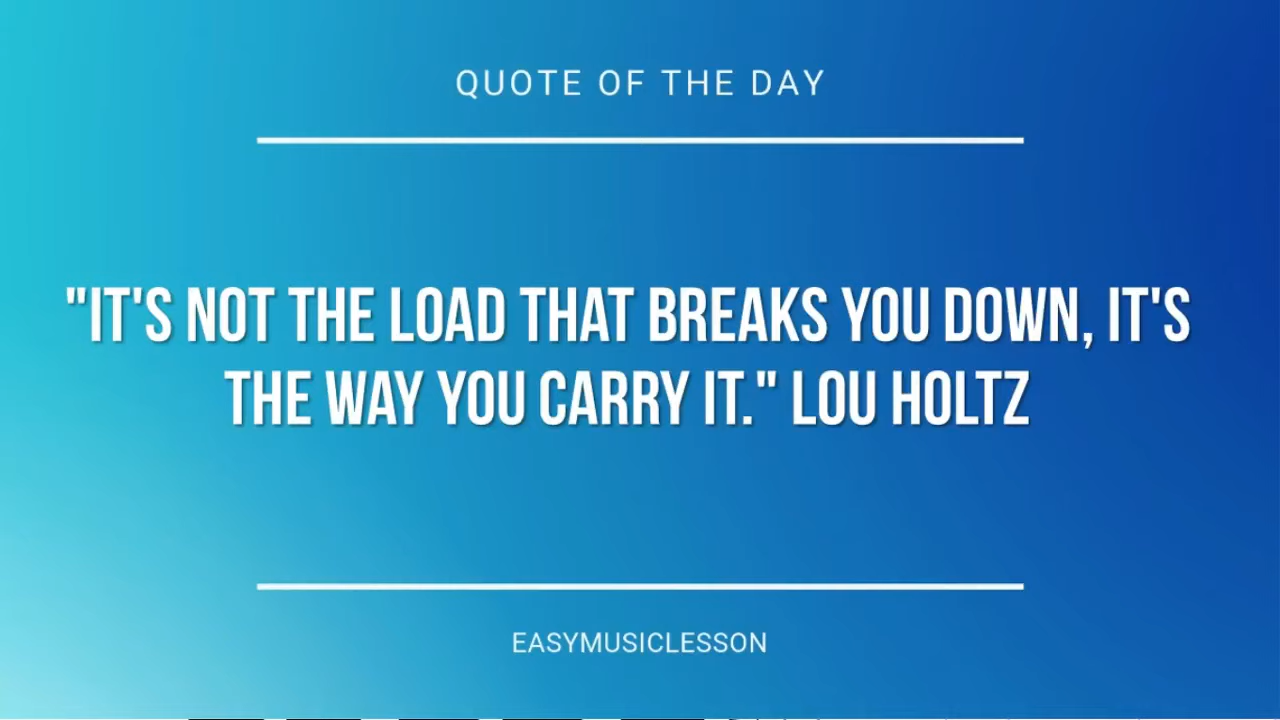 QUOTE OF THE DAY
"IT'S NOT THE LOAD THAT BREAKS YOU DOWN, IT'S
THE WAY YOU CARRY IT." LOU HOLTZ
EASYMUSICLESSON